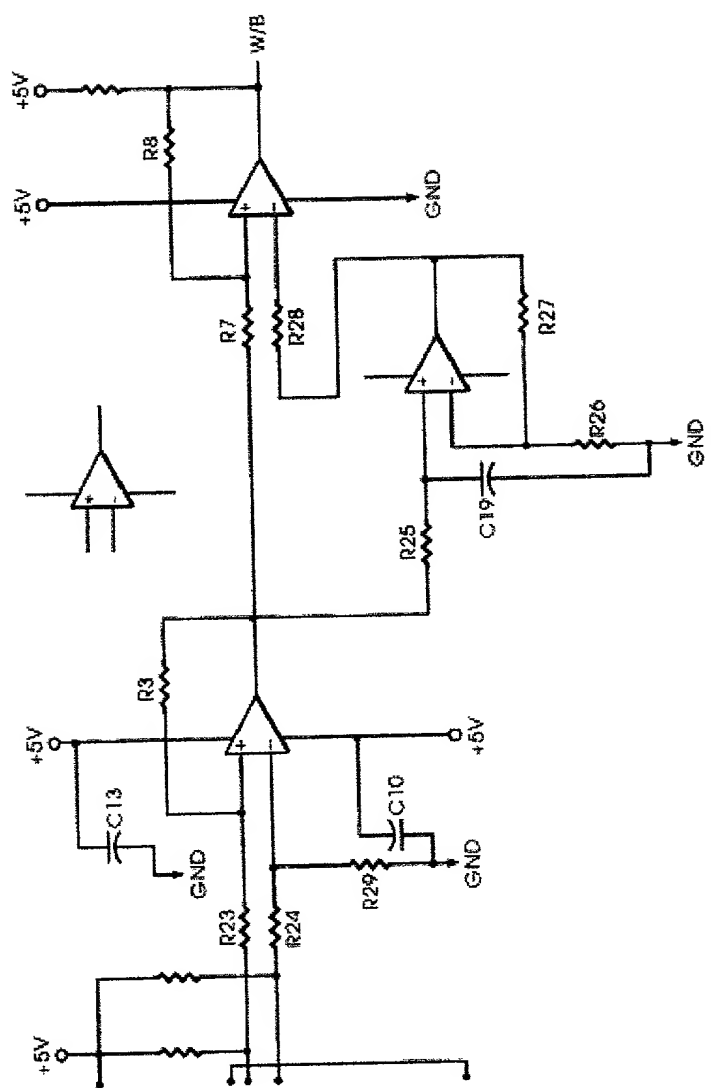 +5V
+5V
W/B
R8
GND
R7
R28
R27
R26
GND
C19
R25
+5V
R3
+5V
C13
GND
C10
GND
R29
R23
R24
+5V
+
−
+
−
+
−
+
−